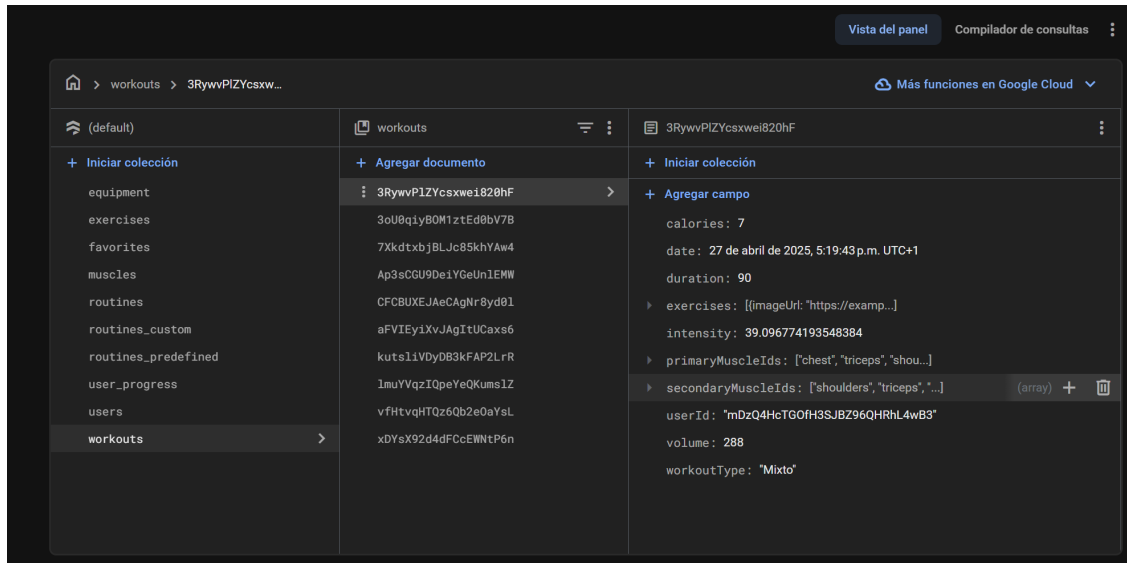 Vista del panel
Compilador de consultas
workouts
3RywvPlZYcsxw...
Más funciones en Google Cloud
(default)
+ Iniciar colección
equipment
exercises
favorites
muscles
routines
routines_custom
routines_predefined
user_progress
users
workouts
workouts
+ Agregar documento
3RywvPlZYcsxwei820hF
3oU0qiyBOM1ztEd0bV7B
7XkdtxbjBLJc85khYAw4
Ap3sCGU9DeiYGeUnlEMW
CFCBUXEJAeCAgNr8yd0l
aFVIEyiXvJAgItUCaxs6
kutsliVDyDB3kFAP2LrR
lmuYVqzIQpeYeQKumslZ
vfHtvqHTQz6Qb2eOaYsL
xDYsX92d4dFCcEWNtP6n
3RywvPlZYcsxwei820hF
+ Iniciar colección
+ Agregar campo
calories: 7
date: 27 de abril de 2025, 5:19:43 p.m. UTC+1
duration: 90
exercises: [{imageUrl: "https://examp...]
intensity: 39.096774193548384
primaryMuscleIds: ["chest", "triceps", "shou...]
secondaryMuscleIds: ["shoulders", "triceps", "...] (array)
userId: "mDzQ4HcTGOfH3SJBZ96QHRhL4wB3"
volume: 288
workoutType: "Mixto"